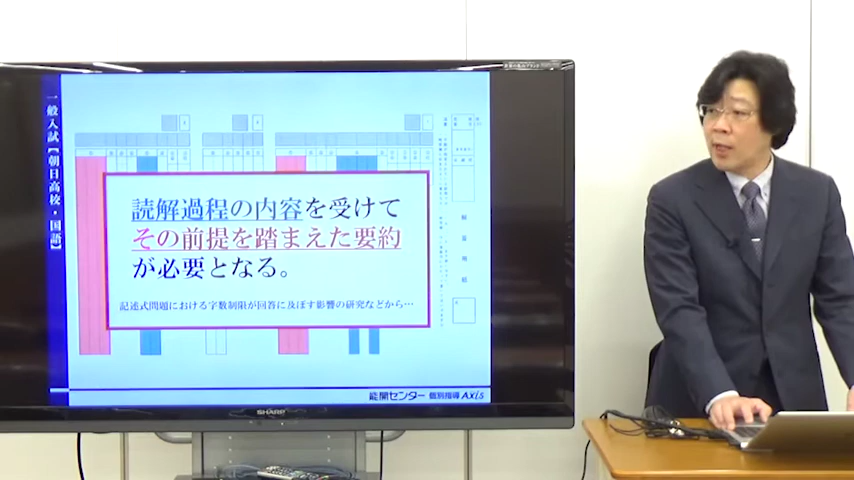 一般入試【朝日高校・国語】
読解過程の内容を受けて
その前提を踏まえた要約
が必要となる。
記述式問題における字数制限が回答に及ぼす影響の研究などから…
解答用紙
能開センター 個別指導 Axis
SHARP